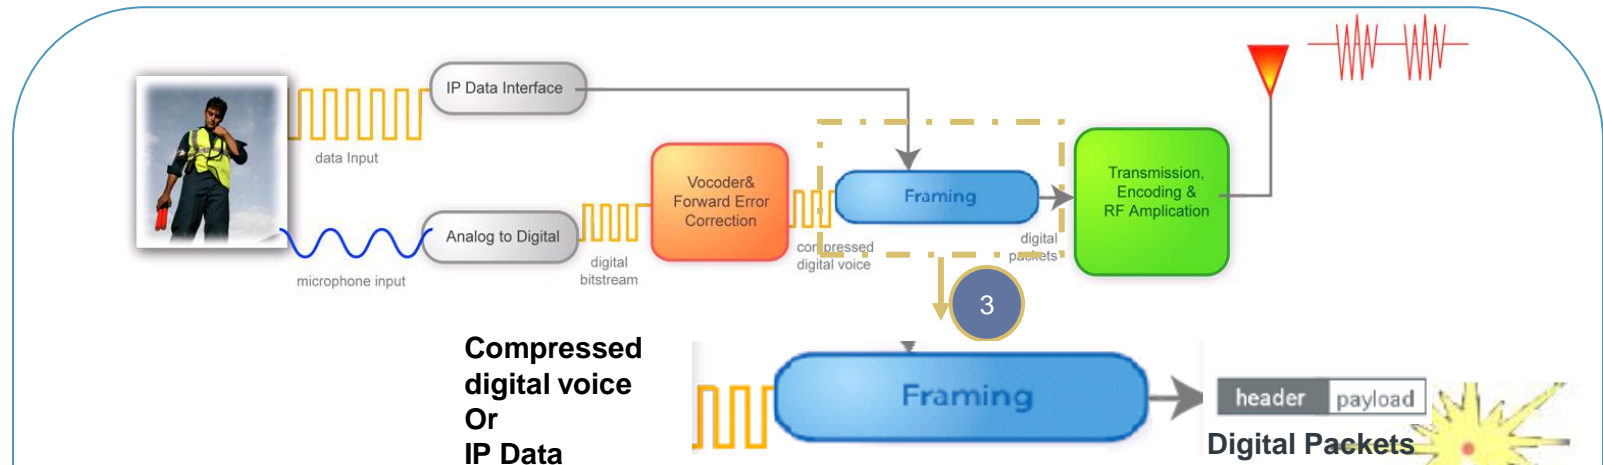 IP Data Interface
data Input
Vocoder&
Forward Error
Correction
Framing
Transmission,
Encoding &
RF Amplication
Analog to Digital
microphone input
digital
bitstream
compressed
digital voice
digital
packets
3
Compressed
digital voice
Or
IP Data
Framing
header payload
Digital Packets